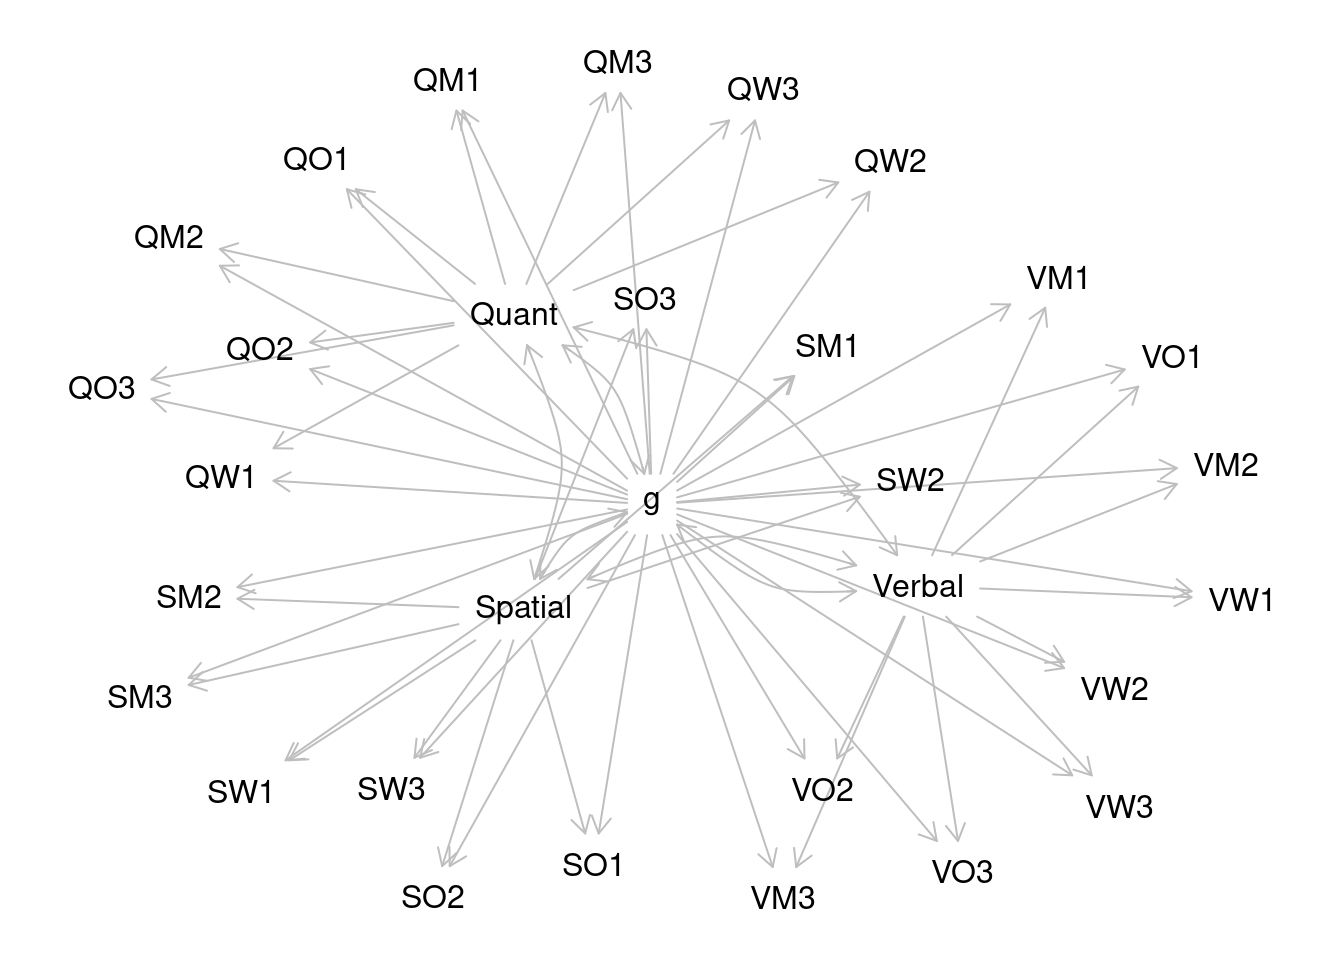 QM3
QM1
QW3
QO1
QW2
QM2
VM1
SO3
Quant
SM1
QO2
VO1
QO3
VM2
QW1
SW2
g
Verbal
SM2
VW1
Spatial
VW2
SM3
SW3
VO2
SW1
VW3
SO1
VO3
SO2
VM3